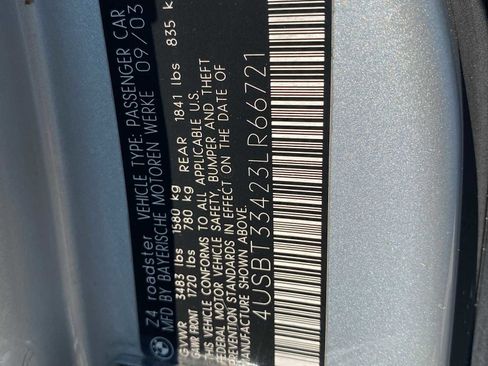 Z4 roadster VEHICLE TYPE: PASSENGER CAR
MFD BY BAYERISCHE MOTOREN WERKE 09/03
GVWR 3483 lbs 1580 kg REAR 1841 lbs 835 k
GAWR FRONT 1720 lbs 780 kg
THIS VEHICLE CONFORMS TO ALL APPLICABLE U.S.
FEDERAL MOTOR VEHICLE SAFETY, BUMPER AND THEFT
PREVENTION STANDARDS IN EFFECT ON THE DATE OF
MANUFACTURE SHOWN ABOVE
4USBT33423LR66721